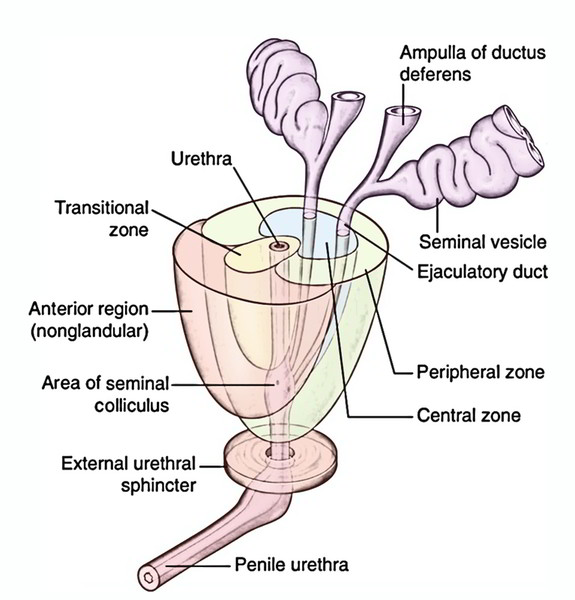 Ampulla of ductus
deferens
Urethra
Transitional
zone
Seminal vesicle
Ejaculatory duct
Anterior region
(nonglandular)
Peripheral zone
Area of seminal
colliculus
Central zone
External urethral
sphincter
Penile urethra